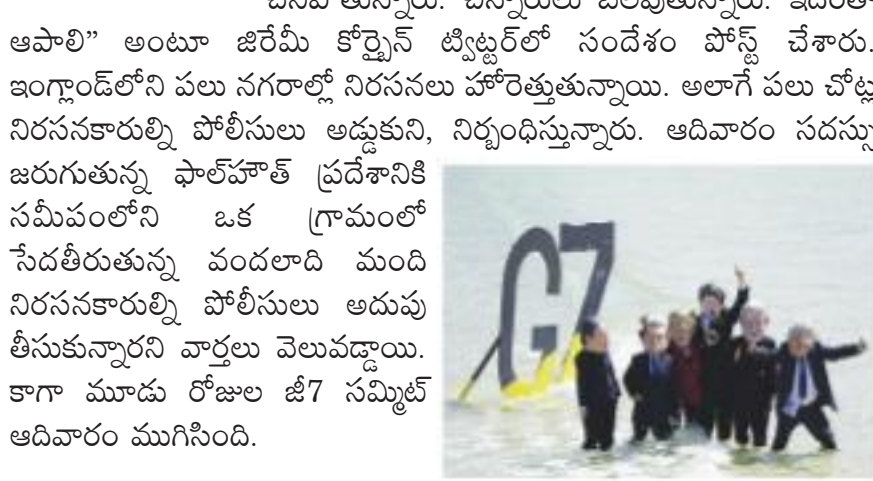 ఆపాలి” అంటూ జిరేమీ కోర్బైన్ ట్విట్టర్‌లో సందేశం పోస్ట్ చేశారు.
ఇంగ్లాండ్‌లోని పలు నగరాల్లో నిరసనలు హోరెత్తుతున్నాయి. అలాగే పలు చోట్ల
నిరసనకారుల్ని పోలీసులు అడ్డుకుని, నిర్బంధిస్తున్నారు. ఆదివారం సదస్సు
జరుగుతున్న ఫాల్‌హౌత్ ప్రదేశానికి
సమీపంలోని ఒక గ్రామంలో
సేదతీరుతున్న వందలాది మంది
నిరసనకారుల్ని పోలీసులు అదుపు
తీసుకున్నారని వార్తలు వెలువడ్డాయి.
కాగా మూడు రోజుల జీ7 సమ్మిట్
ఆదివారం ముగిసింది.
G7